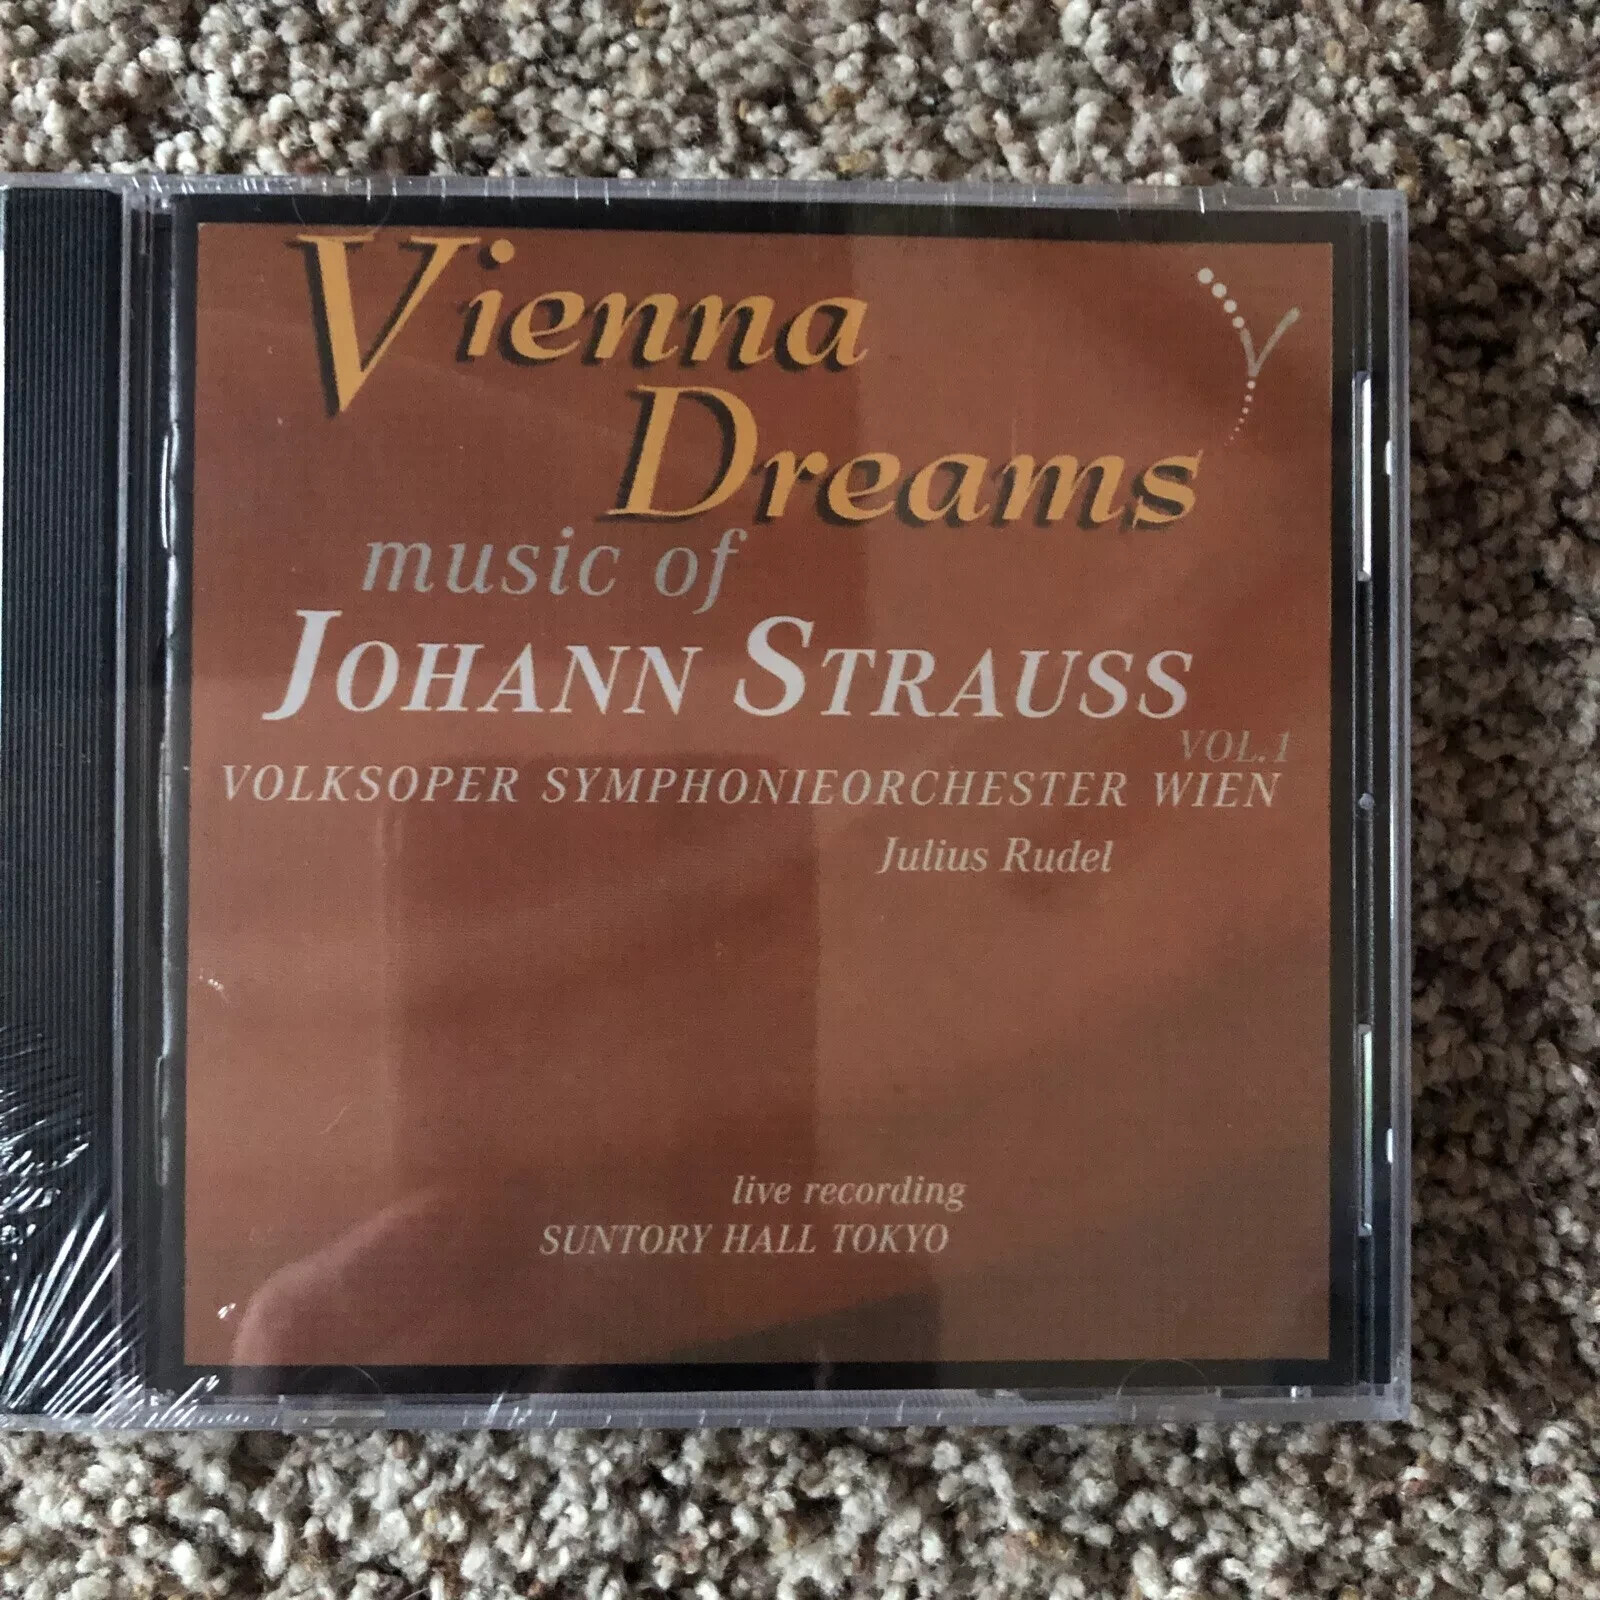 Vienna
Dreams
music of
JOHANN STRAUSS
VOL.1
VOLKSOPER SYMPHONIEORCHESTER WIEN
Julius Rudel
live recording
SUNTORY HALL TOKYO